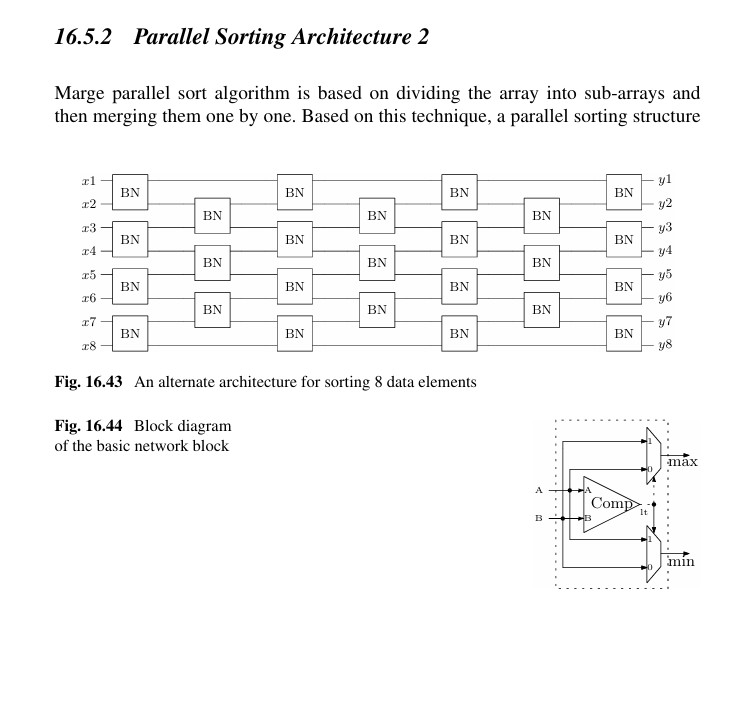 16.5.2 Parallel Sorting Architecture 2
Marge parallel sort algorithm is based on dividing the array into sub-arrays and
then merging them one by one. Based on this technique, a parallel sorting structure
x1 y1
BN BN BN BN
x2 y2
BN BN BN
x3 y3
BN BN BN BN
x4 y4
BN BN BN
x5 y5
BN BN BN BN
x6 y6
BN BN BN
x7 y7
BN BN BN BN
x8 y8
Fig. 16.43 An alternate architecture for sorting 8 data elements
Fig. 16.44 Block diagram
of the basic network block
1
max
0
A A
Comp
lt
B B
1
min
0